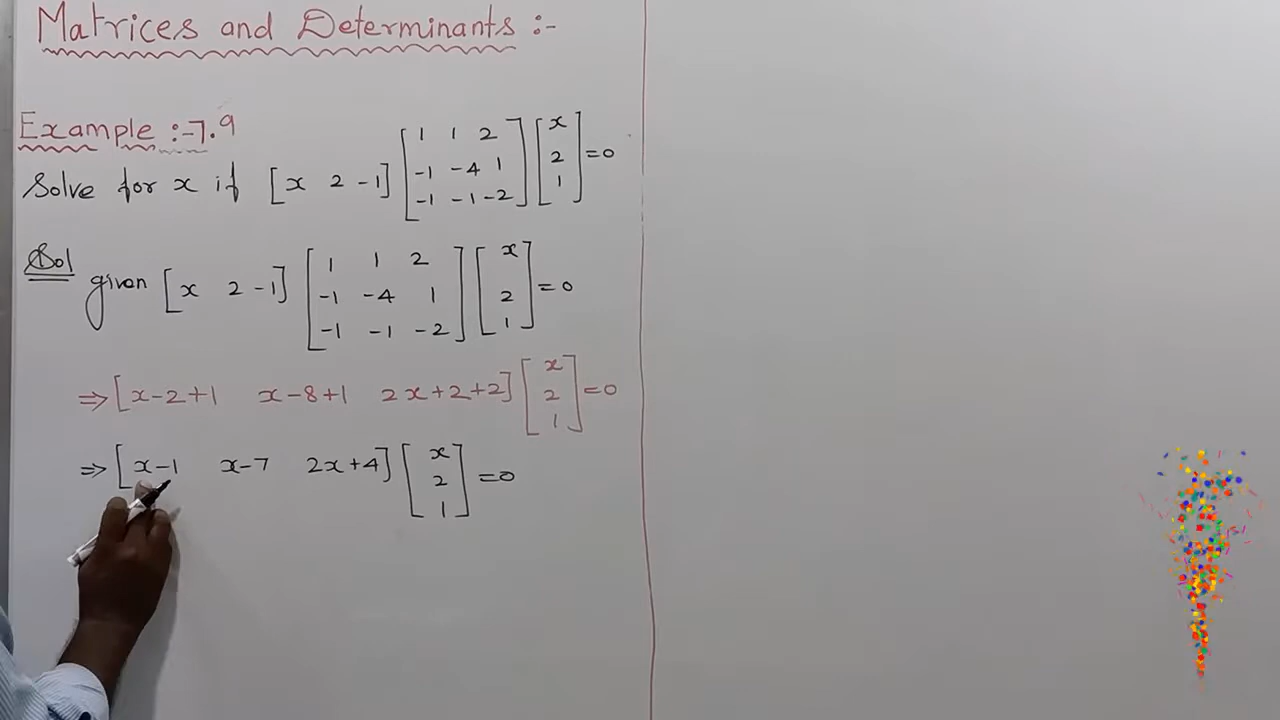 Matrices and Determinants :-
Example :- 7.9
Solve for x if [x 2 -1] [1 1 2; -1 -4 1; -1 -1 -2] [x; 2; 1] = 0
Sol
given [x 2 -1] [1 1 2; -1 -4 1; -1 -1 -2] [x; 2; 1] = 0
⇒ [x-2+1 x-8+1 2x+2+2] [x; 2; 1] = 0
⇒ [x-1 x-7 2x+4] [x; 2; 1] = 0